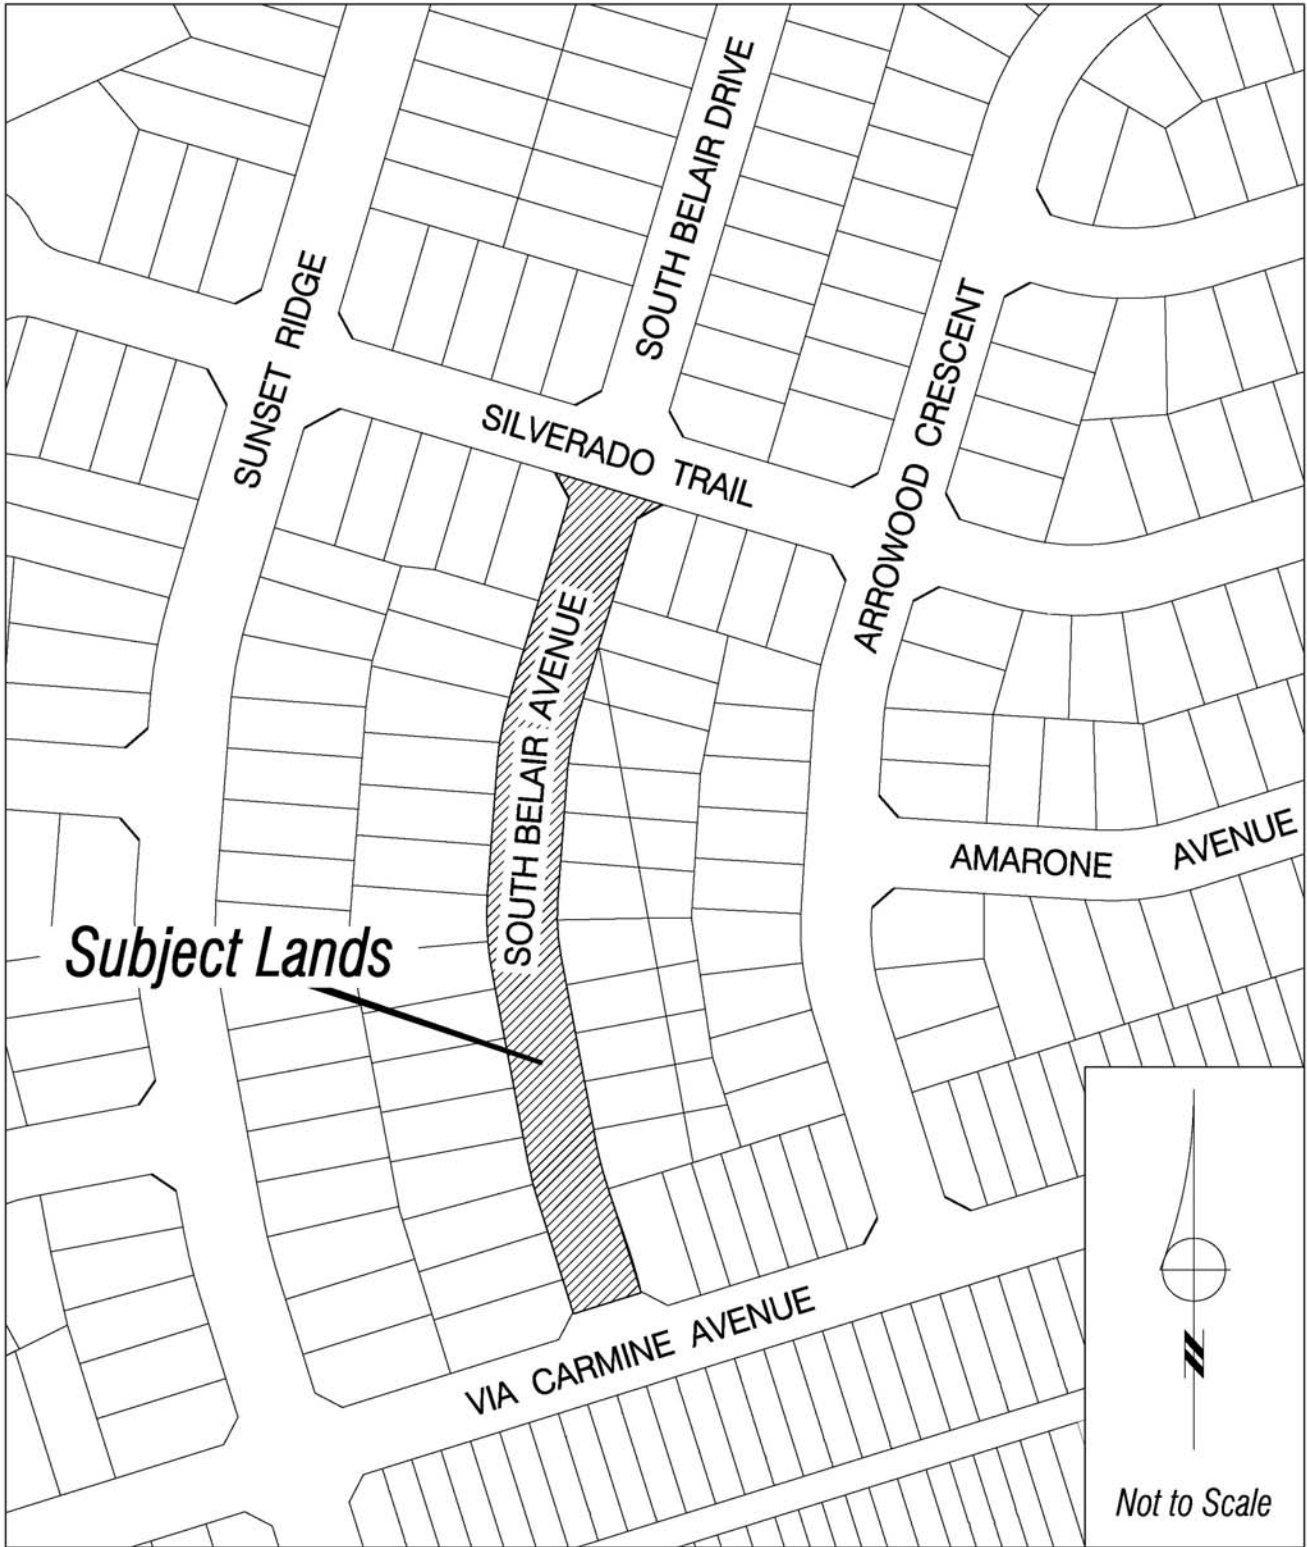 SOUTH BELAIR DRIVE
SUNSET RIDGE
ARROWOOD CRESCENT
SILVERADO TRAIL
SOUTH BELAIR AVENUE
AMARONE AVENUE
Subject Lands
VIA CARMINE AVENUE
N
Not to Scale